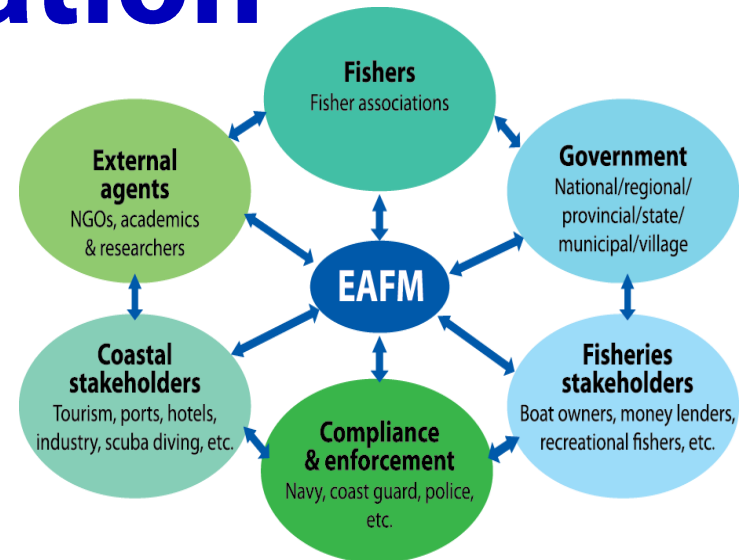 Fishers
Fisher associations
External
agents
NGOs, academics
& researchers
Government
National/regional/
provincial/state/
municipal/village
EAFM
Coastal
stakeholders
Tourism, ports, hotels,
industry, scuba diving, etc.
Fisheries
stakeholders
Boat owners, money lenders,
recreational fishers, etc.
Compliance
& enforcement
Navy, coast guard, police,
etc.